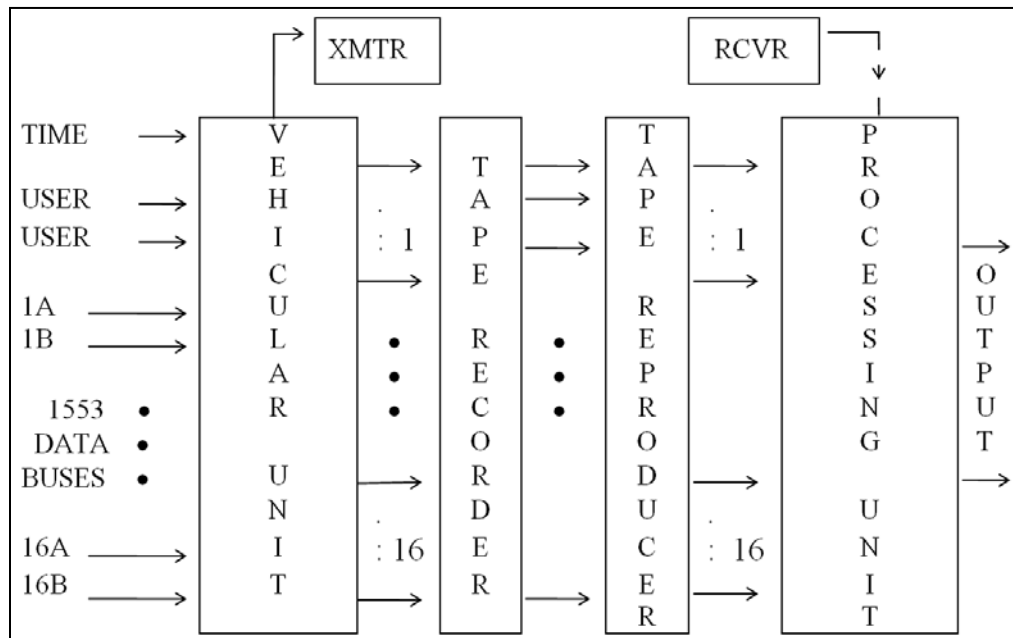 XMTR
RCVR
TIME
USER
USER
1A
1B
1553
DATA
BUSES
16A
16B
VEHICULAR UNIT
: 1
: 16
TAPE RECORDER
TAPE REPRODUCER
: 1
: 16
PROCESSING UNIT
OUTPUT